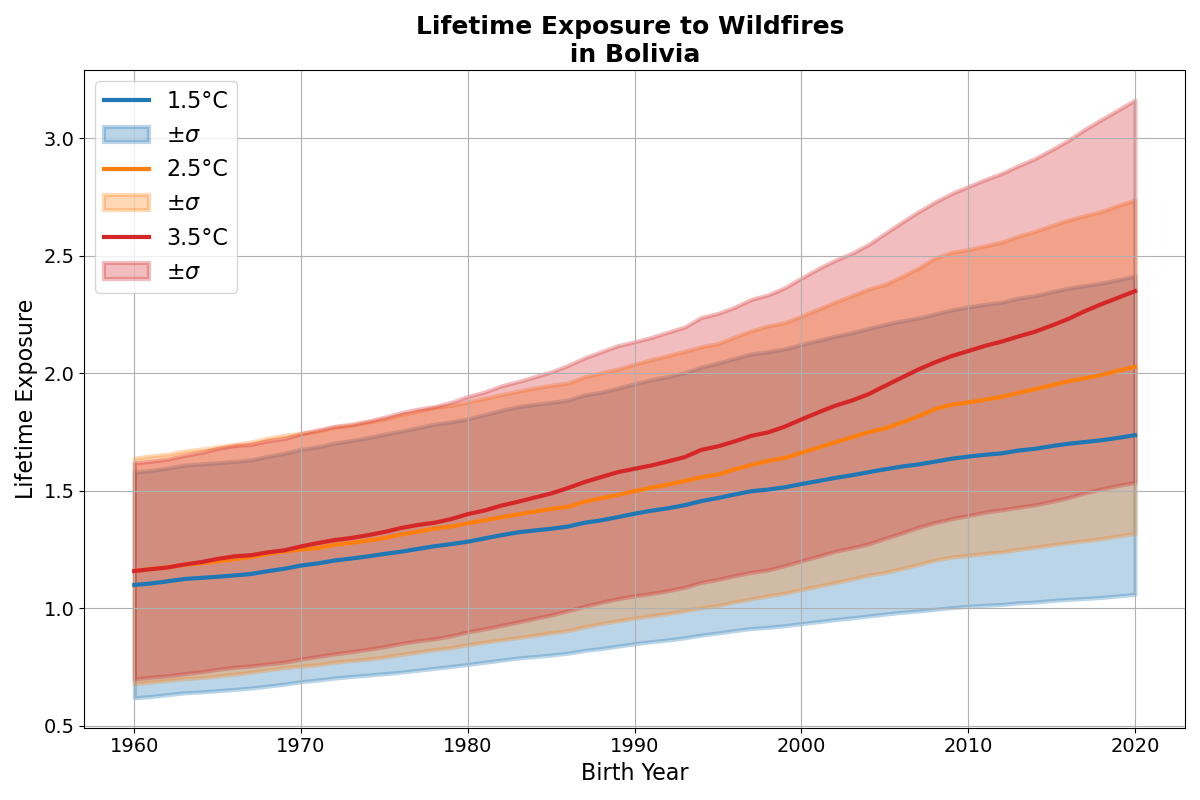 Lifetime Exposure to Wildfires
in Bolivia
1.5°C
±σ
2.5°C
±σ
3.5°C
±σ
Lifetime Exposure
3.0
2.5
2.0
1.5
1.0
0.5
1960 1970 1980 1990 2000 2010 2020
Birth Year